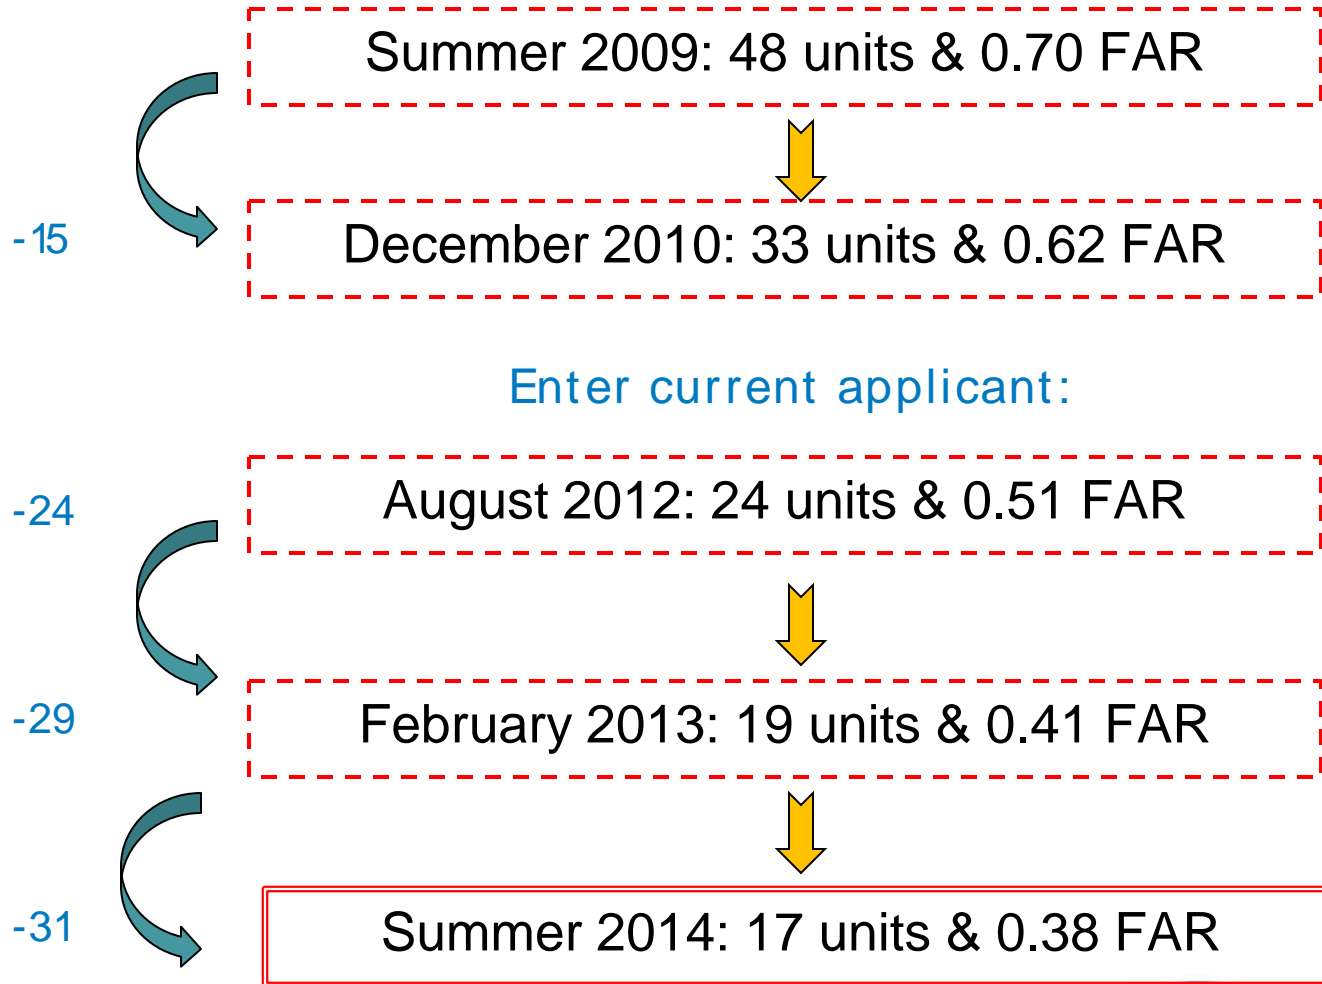 Summer 2009: 48 units & 0.70 FAR
-15
December 2010: 33 units & 0.62 FAR
Enter current applicant:
-24
August 2012: 24 units & 0.51 FAR
-29
February 2013: 19 units & 0.41 FAR
-31
Summer 2014: 17 units & 0.38 FAR